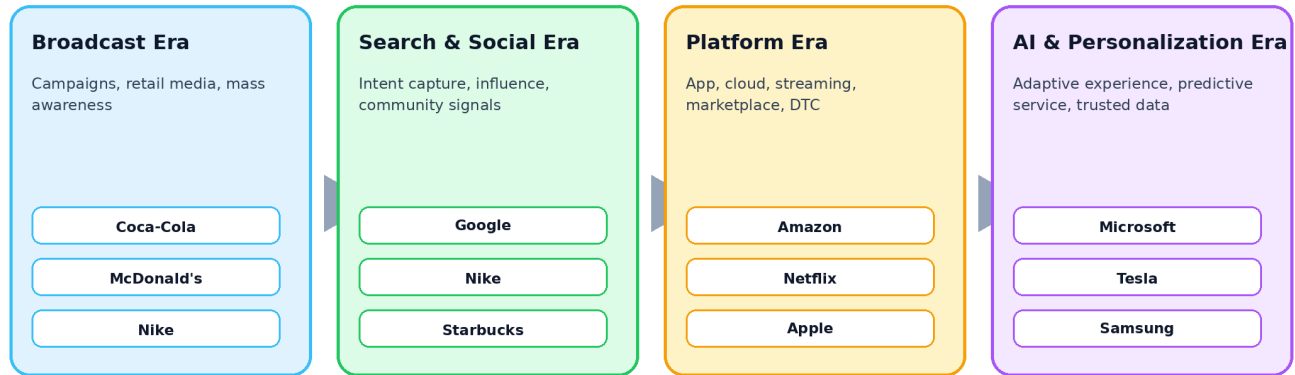 Broadcast Era
Campaigns, retail media, mass
awareness
Coca-Cola
McDonald's
Nike
Search & Social Era
Intent capture, influence,
community signals
Google
Nike
Starbucks
Platform Era
App, cloud, streaming,
marketplace, DTC
Amazon
Netflix
Apple
AI & Personalization Era
Adaptive experience, predictive
service, trusted data
Microsoft
Tesla
Samsung